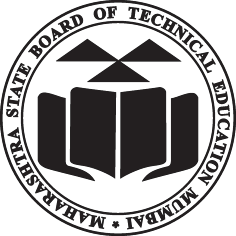 MAHARASHTRA STATE BOARD OF TECHNICAL EDUCATION MUMBAI